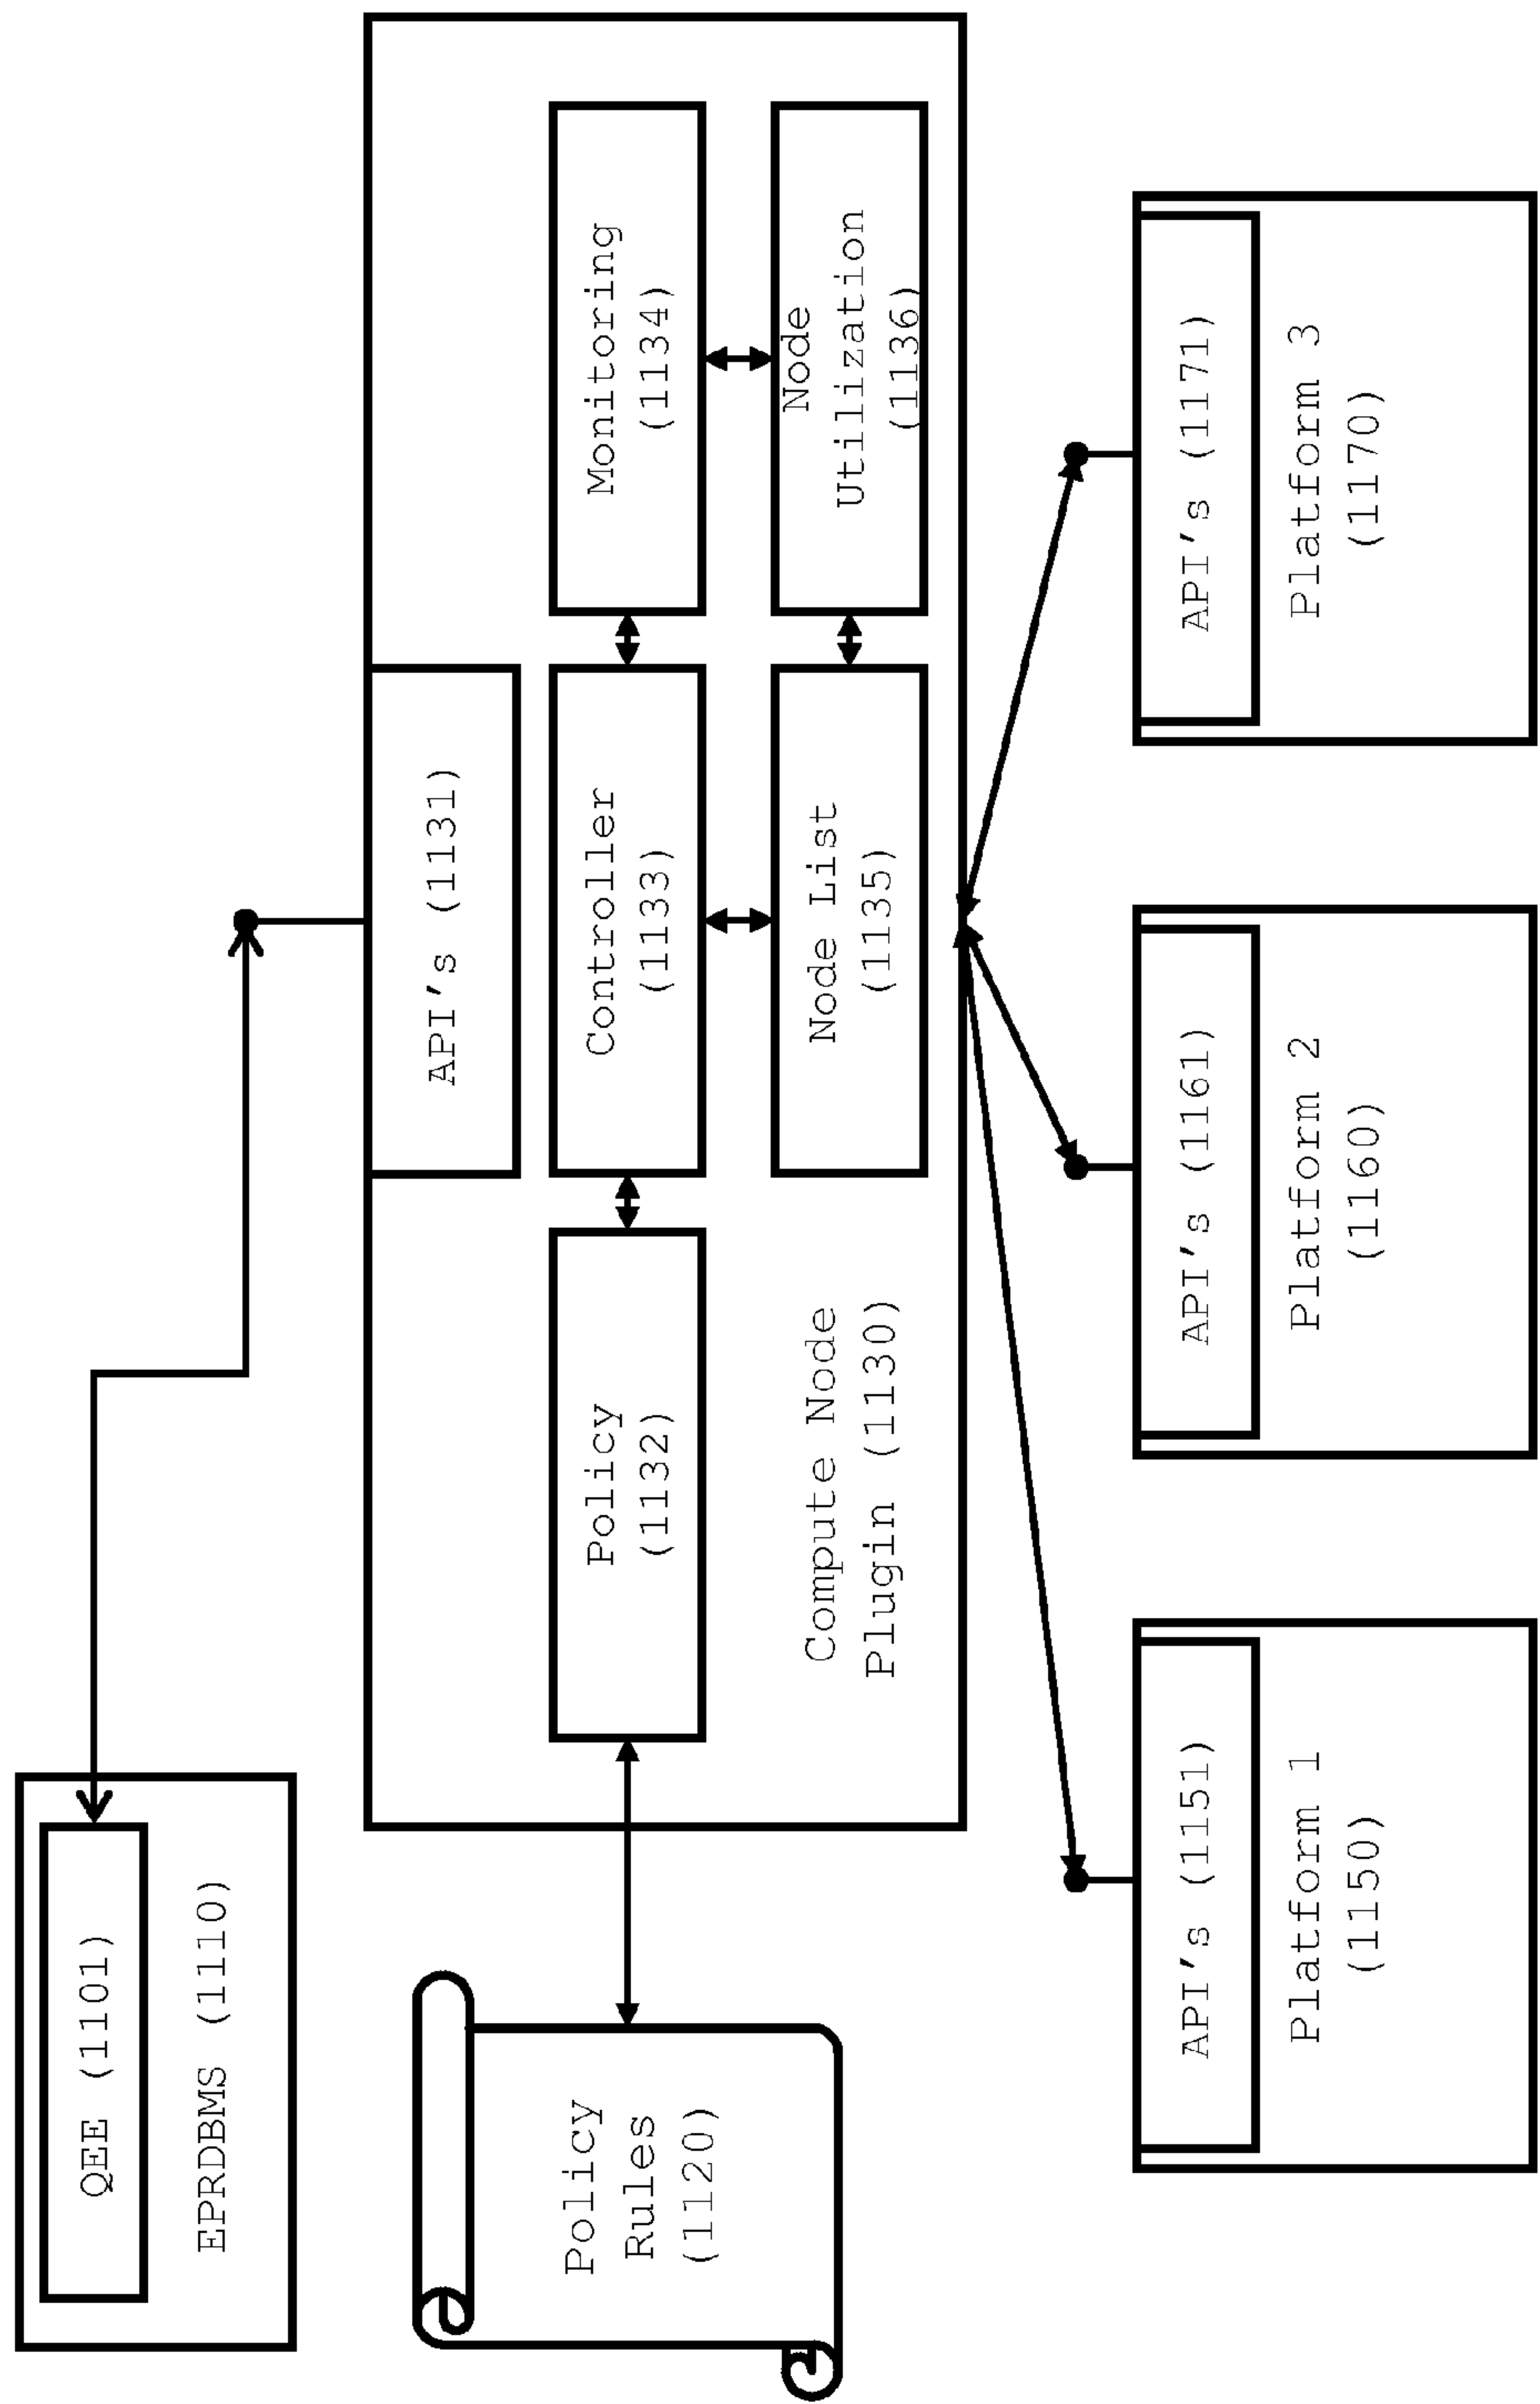 QEE (1101)
EPRDBMS (1110)
API's (1131)
Policy
Rules
(1120)
Policy
(1132)
Controller
(1133)
Monitoring
(1134)
Compute Node
Plugin (1130)
Node List
(1135)
Node
Utilization
(1136)
API's (1151)
Platform 1
(1150)
API's (1161)
Platform 2
(1160)
API's (1171)
Platform 3
(1170)